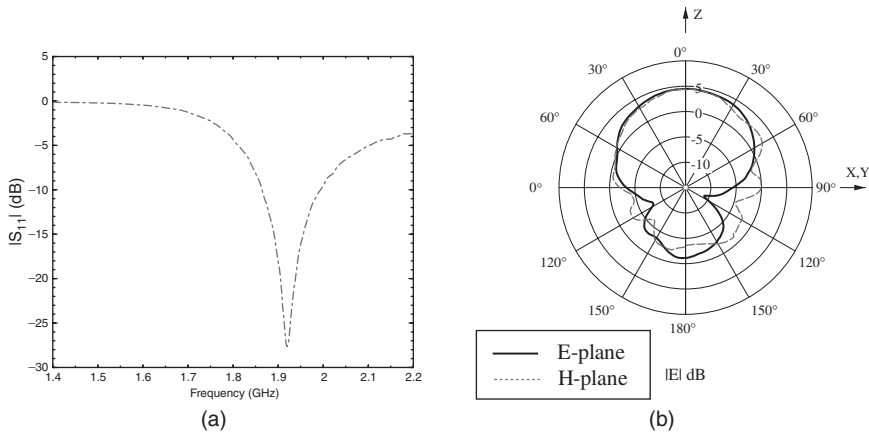 5
0
−5
−10
−15
−20
−25
−30
|S11| (dB)
1.4 1.5 1.6 1.7 1.8 1.9 2 2.1 2.2
Frequency (GHz)
(a)
Z
0°
30° 30°
60° 60°
0° 90°
X,Y
120° 120°
150° 150°
180°
5
0
-5
-10
E-plane
H-plane
|E| dB
(b)